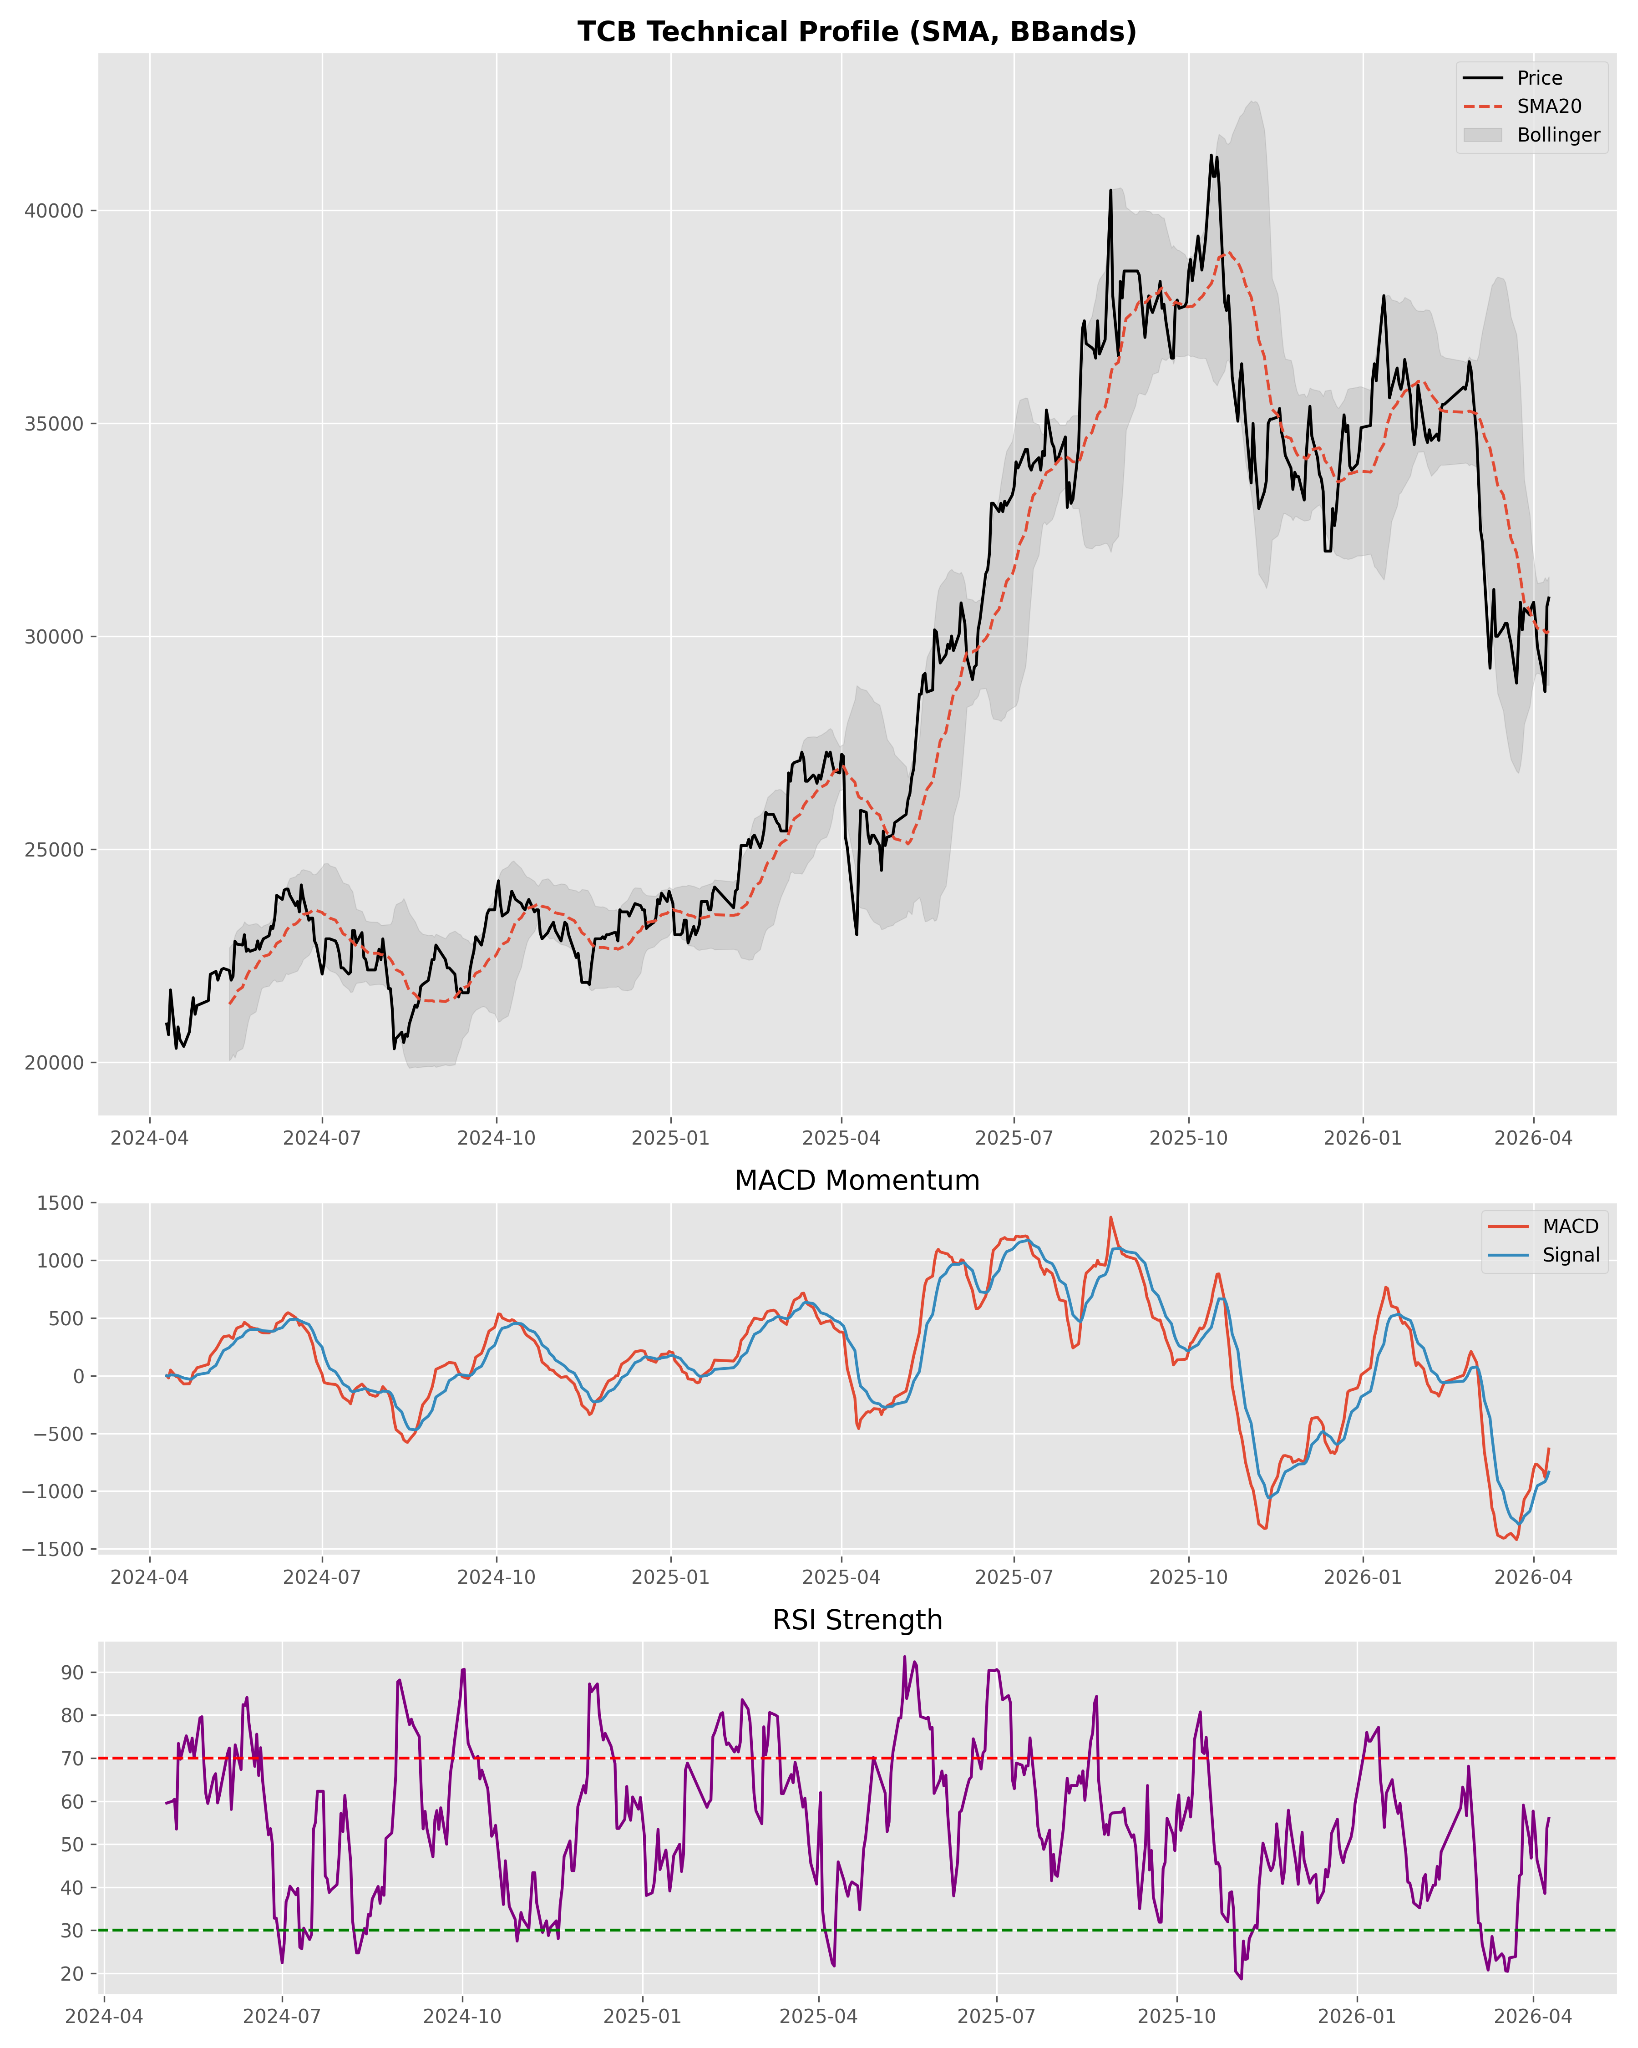 TCB Technical Profile (SMA, BBands)
Price
SMA20
Bollinger
40000
35000
30000
25000
20000
2024-04 2024-07 2024-10 2025-01 2025-04 2025-07 2025-10 2026-01 2026-04
MACD Momentum
MACD
Signal
1500
1000
500
0
−500
−1000
−1500
2024-04 2024-07 2024-10 2025-01 2025-04 2025-07 2025-10 2026-01 2026-04
RSI Strength
90
80
70
60
50
40
30
20
2024-04 2024-07 2024-10 2025-01 2025-04 2025-07 2025-10 2026-01 2026-04